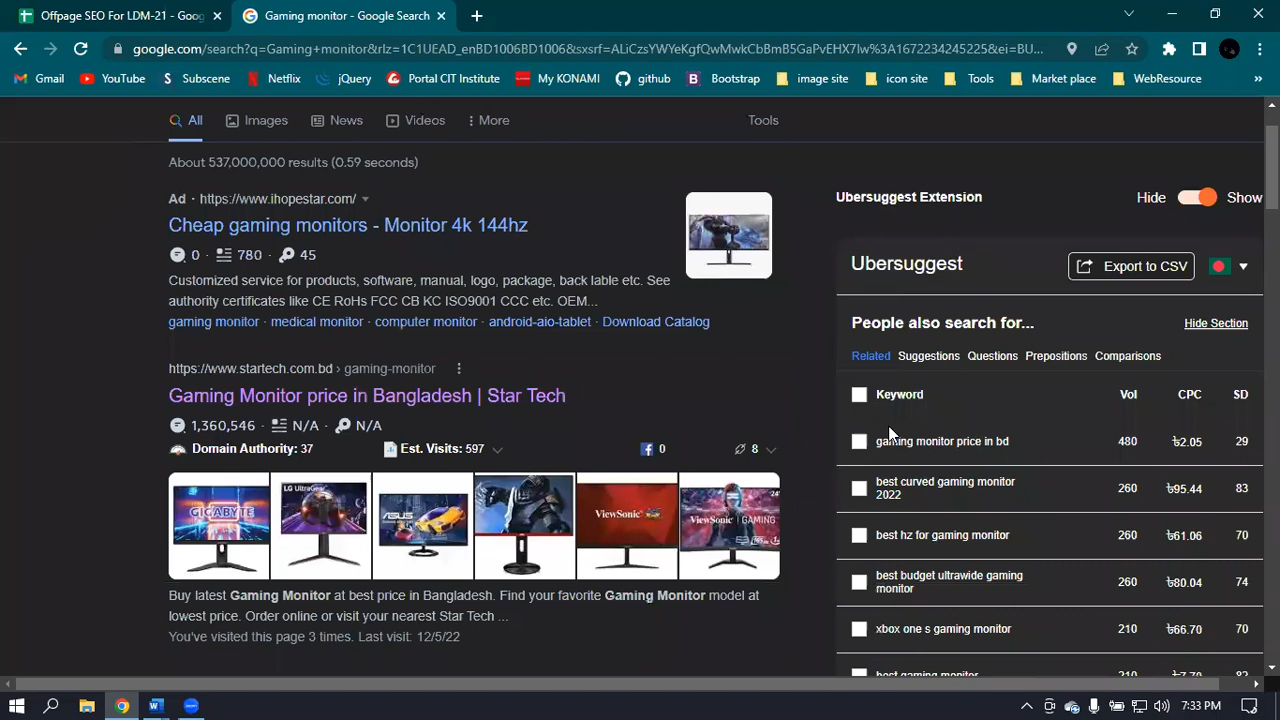 Offpage SEO For LDM-21 - Goog
Gaming monitor - Google Search
google.com/search?q=Gaming+monitor&rlz=1C1UEAD_enBD1006BD1006&sxsrf=ALiCzsYWYeKgfQwMwkCbBmB5GaPvEHX7Iw%3A1672234245225&ei=BU...
Gmail YouTube Subscene Netflix jQuery Portal CIT Institute My KONAMI github Bootstrap image site icon site Tools Market place WebResource »
All Images News Videos More Tools
About 537,000,000 results (0.59 seconds)
Ad · https://www.ihopestar.com/
Cheap gaming monitors - Monitor 4k 144hz
0 · 780 · 45
Customized service for products, software, manual, logo, package, back lable etc. See
authority certificates like CE RoHs FCC CB KC ISO9001 CCC etc. OEM...
gaming monitor · medical monitor · computer monitor · android-aio-tablet · Download Catalog
https://www.startech.com.bd › gaming-monitor
Gaming Monitor price in Bangladesh | Star Tech
1,360,546 · N/A · N/A
Domain Authority: 37 Est. Visits: 597 0 8
GIGABYTE
LG UltraGear
ASUS
ViewSonic
ViewSonic GAMING
Buy latest Gaming Monitor at best price in Bangladesh. Find your favorite Gaming Monitor model at
lowest price. Order online or visit your nearest Star Tech ...
You've visited this page 3 times. Last visit: 12/5/22
Ubersuggest Extension Hide Show
Ubersuggest Export to CSV
People also search for... Hide Section
Related Suggestions Questions Prepositions Comparisons
Keyword Vol CPC SD
gaming monitor price in bd 480 ৳2.05 29
best curved gaming monitor
2022 260 ৳95.44 83
best hz for gaming monitor 260 ৳61.06 70
best budget ultrawide gaming
monitor 260 ৳80.04 74
xbox one s gaming monitor 210 ৳66.70 70
best gaming monitor 210 ৳7.70
7:33 PM